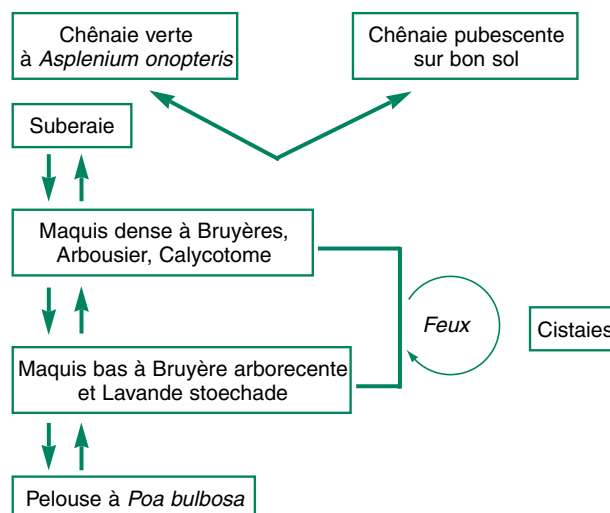 Chênaie verte
à Asplenium onopteris
Chênaie pubescente
sur bon sol
Suberaie
Maquis dense à Bruyères,
Arbousier, Calycotome
Feux
Cistaies
Maquis bas à Bruyère arborecente
et Lavande stoechade
Pelouse à Poa bulbosa